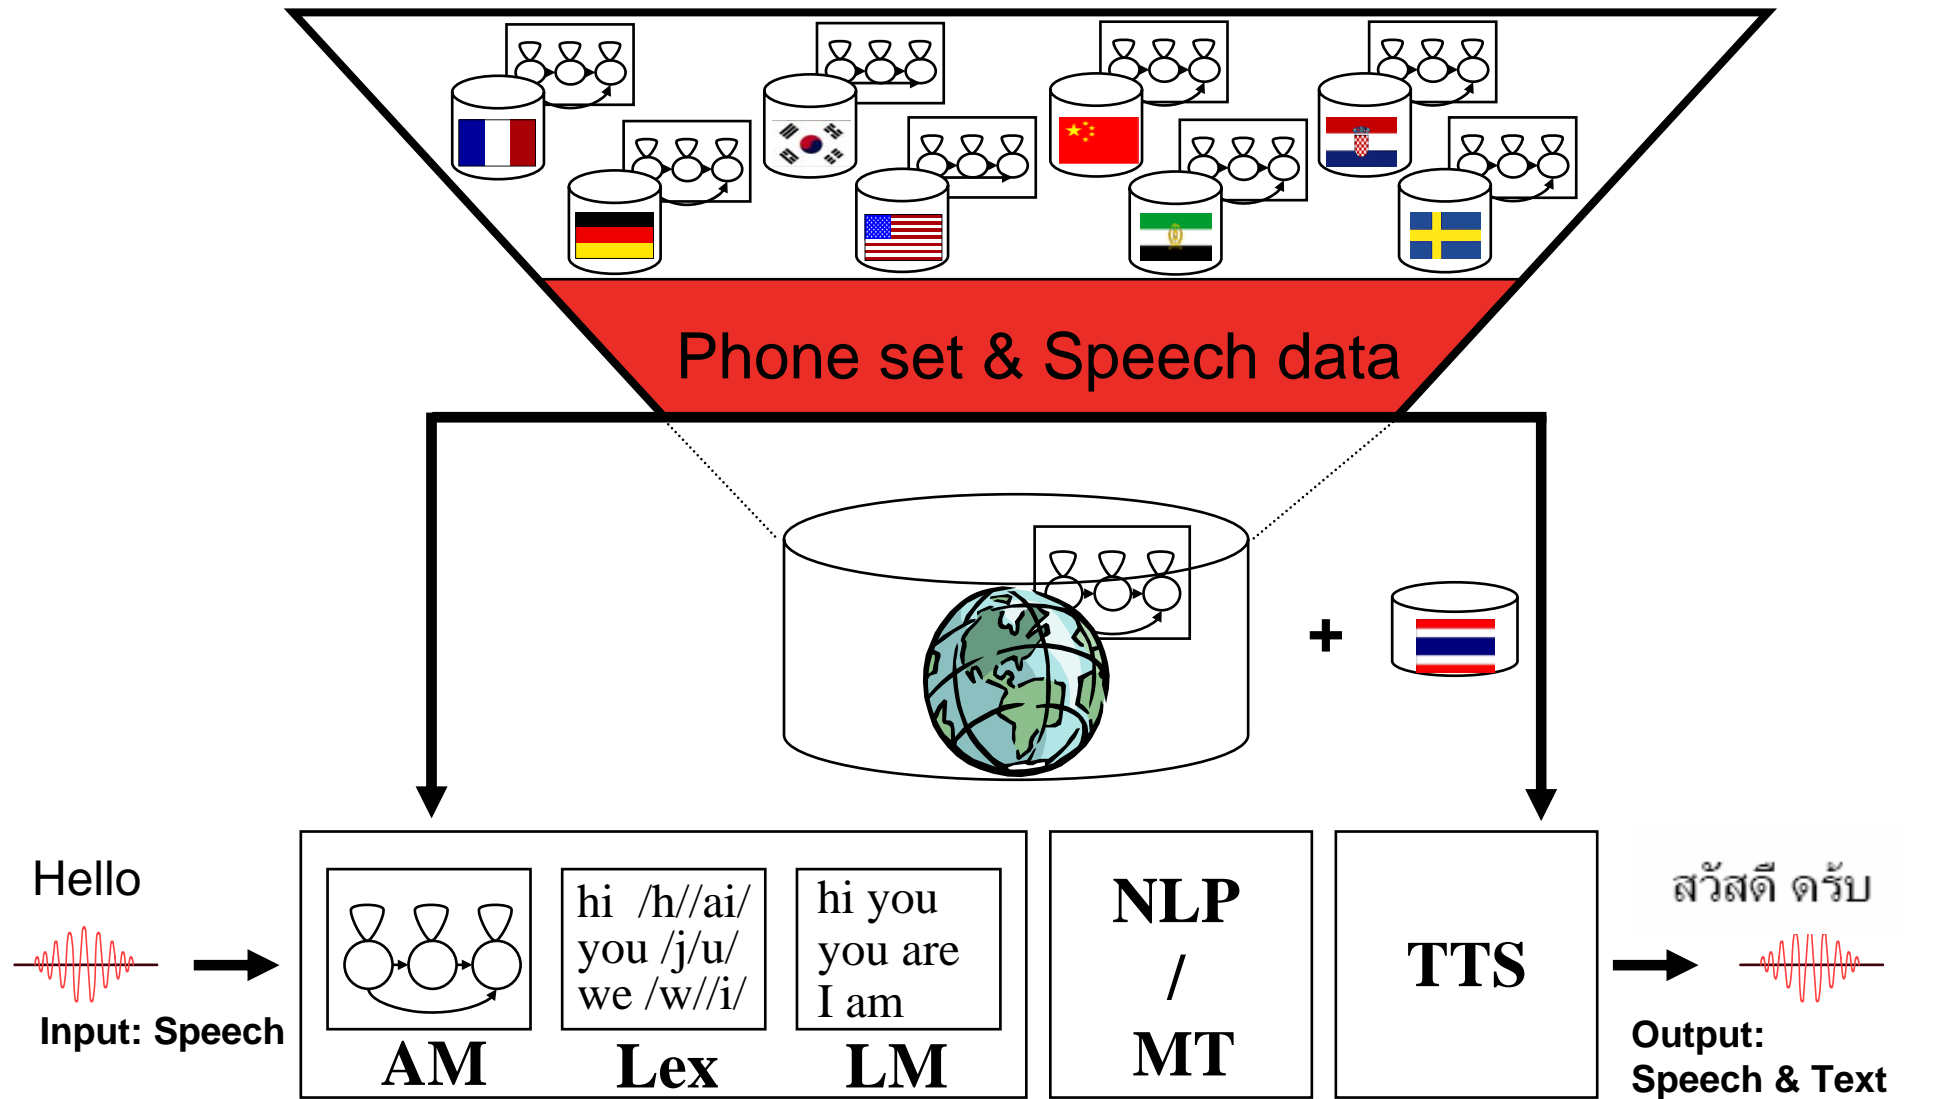 Phone set & Speech data
+
Hello
Input: Speech
hi /h//ai/
you /j/u/
we /w//i/
hi you
you are
I am
AM
Lex
LM
NLP
/
MT
TTS
สวัสดี ดรับ
Output:
Speech & Text